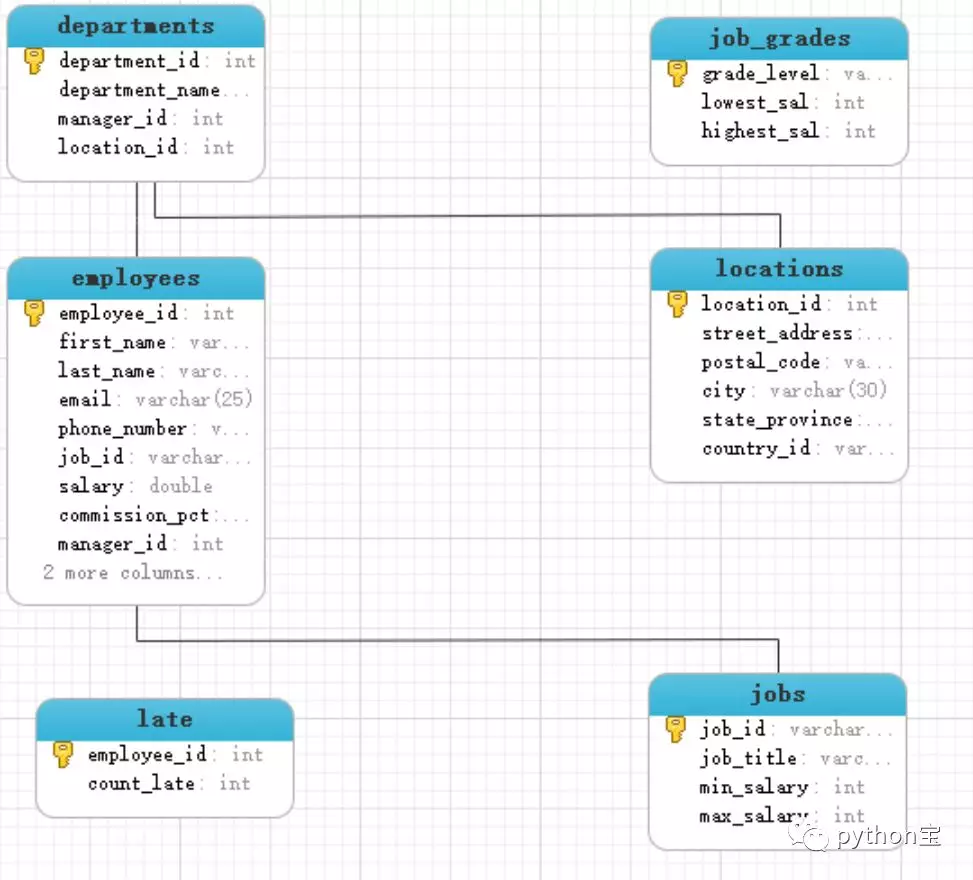 departments
department_id: int
department_name...
manager_id: int
location_id: int
job_grades
grade_level: va...
lowest_sal: int
highest_sal: int
employees
employee_id: int
first_name: var...
last_name: varc...
email: varchar(25)
phone_number: v...
job_id: varchar...
salary: double
commission_pct:...
manager_id: int
2 more columns...
locations
location_id: int
street_address:...
postal_code: va...
city: varchar(30)
state_province:...
country_id: var...
late
employee_id: int
count_late: int
jobs
job_id: varchar...
job_title: varc...
min_salary: int
max_salary: int
python宝